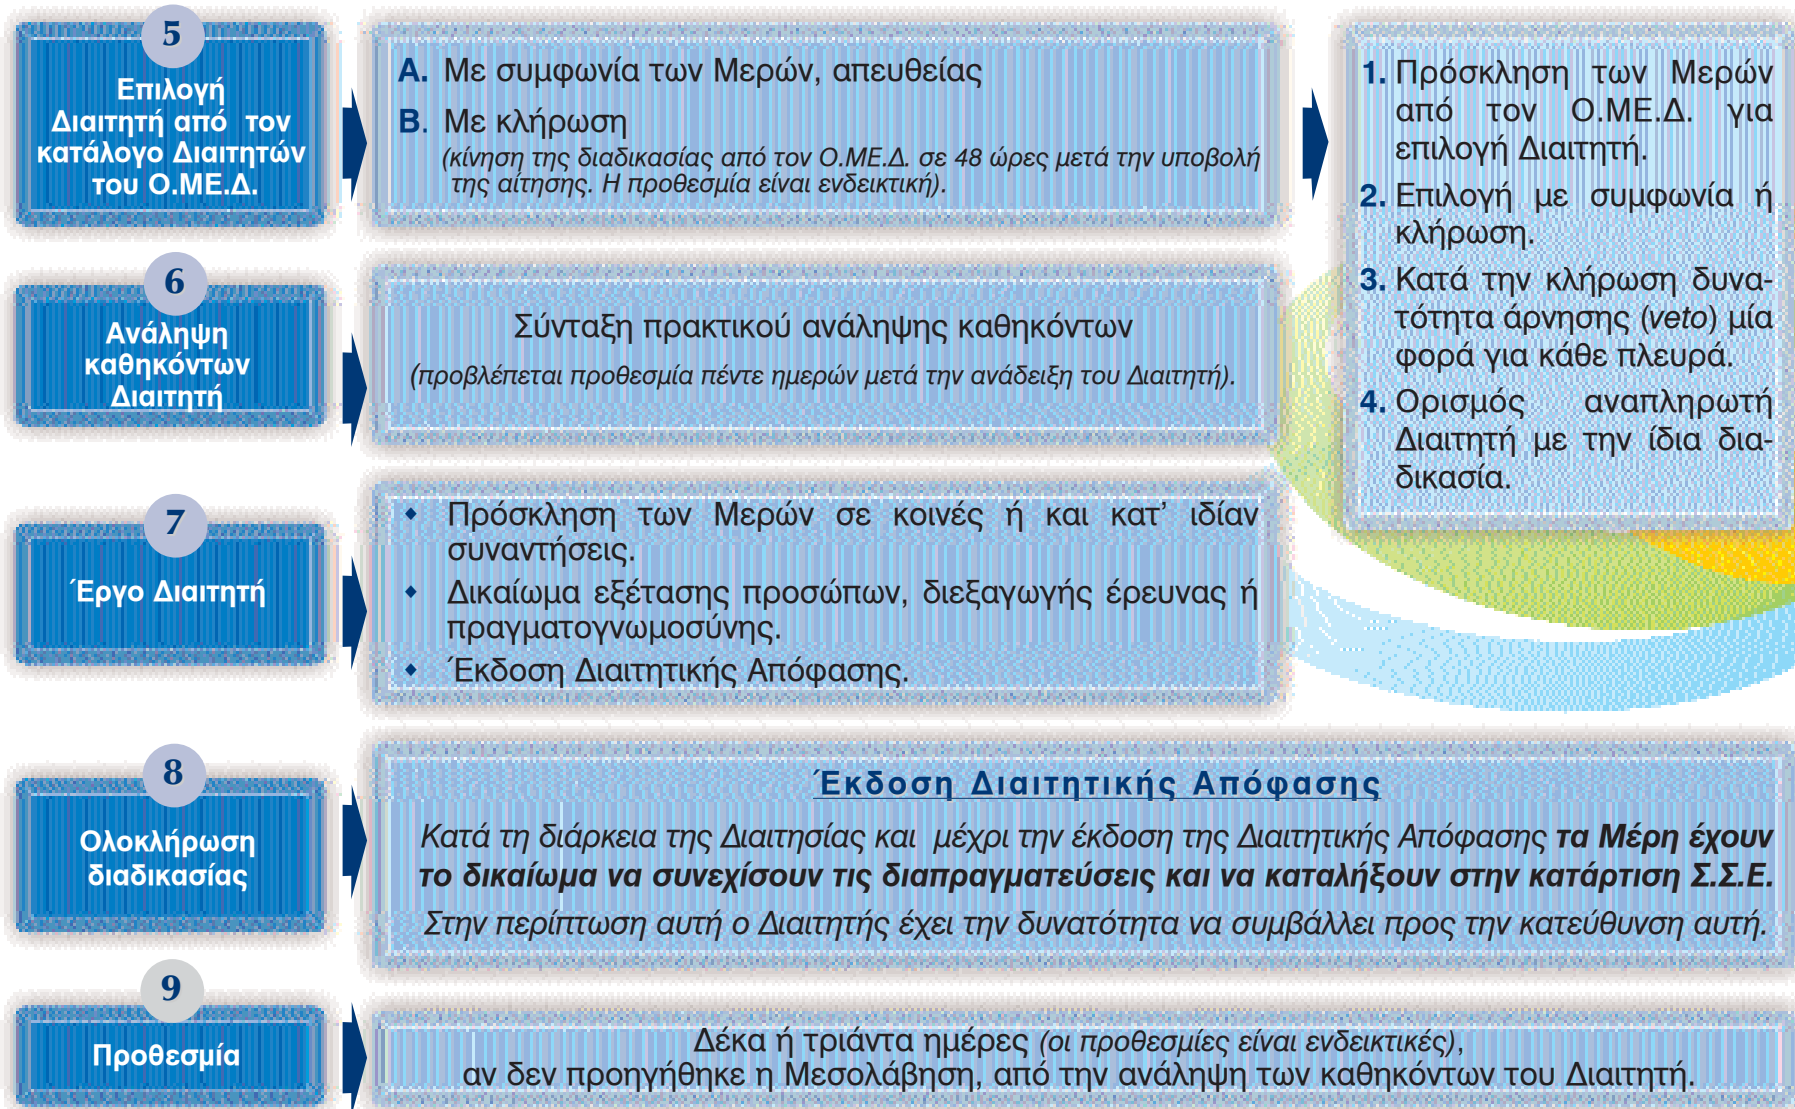 5
Επιλογή
Διαιτητή από τον
κατάλογο Διαιτητών
του Ο.ΜΕ.Δ.
Α. Με συμφωνία των Μερών, απευθείας
Β. Με κλήρωση
(κίνηση της διαδικασίας από τον Ο.ΜΕ.Δ. σε 48 ώρες μετά την υποβολή
της αίτησης. Η προθεσμία είναι ενδεικτική).
1. Πρόσκληση των Μερών
από τον Ο.ΜΕ.Δ. για
επιλογή Διαιτητή.
2. Επιλογή με συμφωνία ή
κλήρωση.
3. Κατά την κλήρωση δυνα-
τότητα άρνησης (veto) μία
φορά για κάθε πλευρά.
4. Ορισμός αναπληρωτή
Διαιτητή με την ίδια δια-
δικασία.
6
Ανάληψη
καθηκόντων
Διαιτητή
Σύνταξη πρακτικού ανάληψης καθηκόντων
(προβλέπεται προθεσμία πέντε ημερών μετά την ανάδειξη του Διαιτητή).
7
Έργο Διαιτητή
◆ Πρόσκληση των Μερών σε κοινές ή και κατ’ ιδίαν
συναντήσεις.
◆ Δικαίωμα εξέτασης προσώπων, διεξαγωγής έρευνας ή
πραγματογνωμοσύνης.
◆ Έκδοση Διαιτητικής Απόφασης.
8
Ολοκλήρωση
διαδικασίας
Έκδοση Διαιτητικής Απόφασης
Κατά τη διάρκεια της Διαιτησίας και μέχρι την έκδοση της Διαιτητικής Απόφασης τα Μέρη έχουν
το δικαίωμα να συνεχίσουν τις διαπραγματεύσεις και να καταλήξουν στην κατάρτιση Σ.Σ.Ε.
Στην περίπτωση αυτή ο Διαιτητής έχει την δυνατότητα να συμβάλλει προς την κατεύθυνση αυτή.
9
Προθεσμία
Δέκα ή τριάντα ημέρες (οι προθεσμίες είναι ενδεικτικές),
αν δεν προηγήθηκε η Μεσολάβηση, από την ανάληψη των καθηκόντων του Διαιτητή.